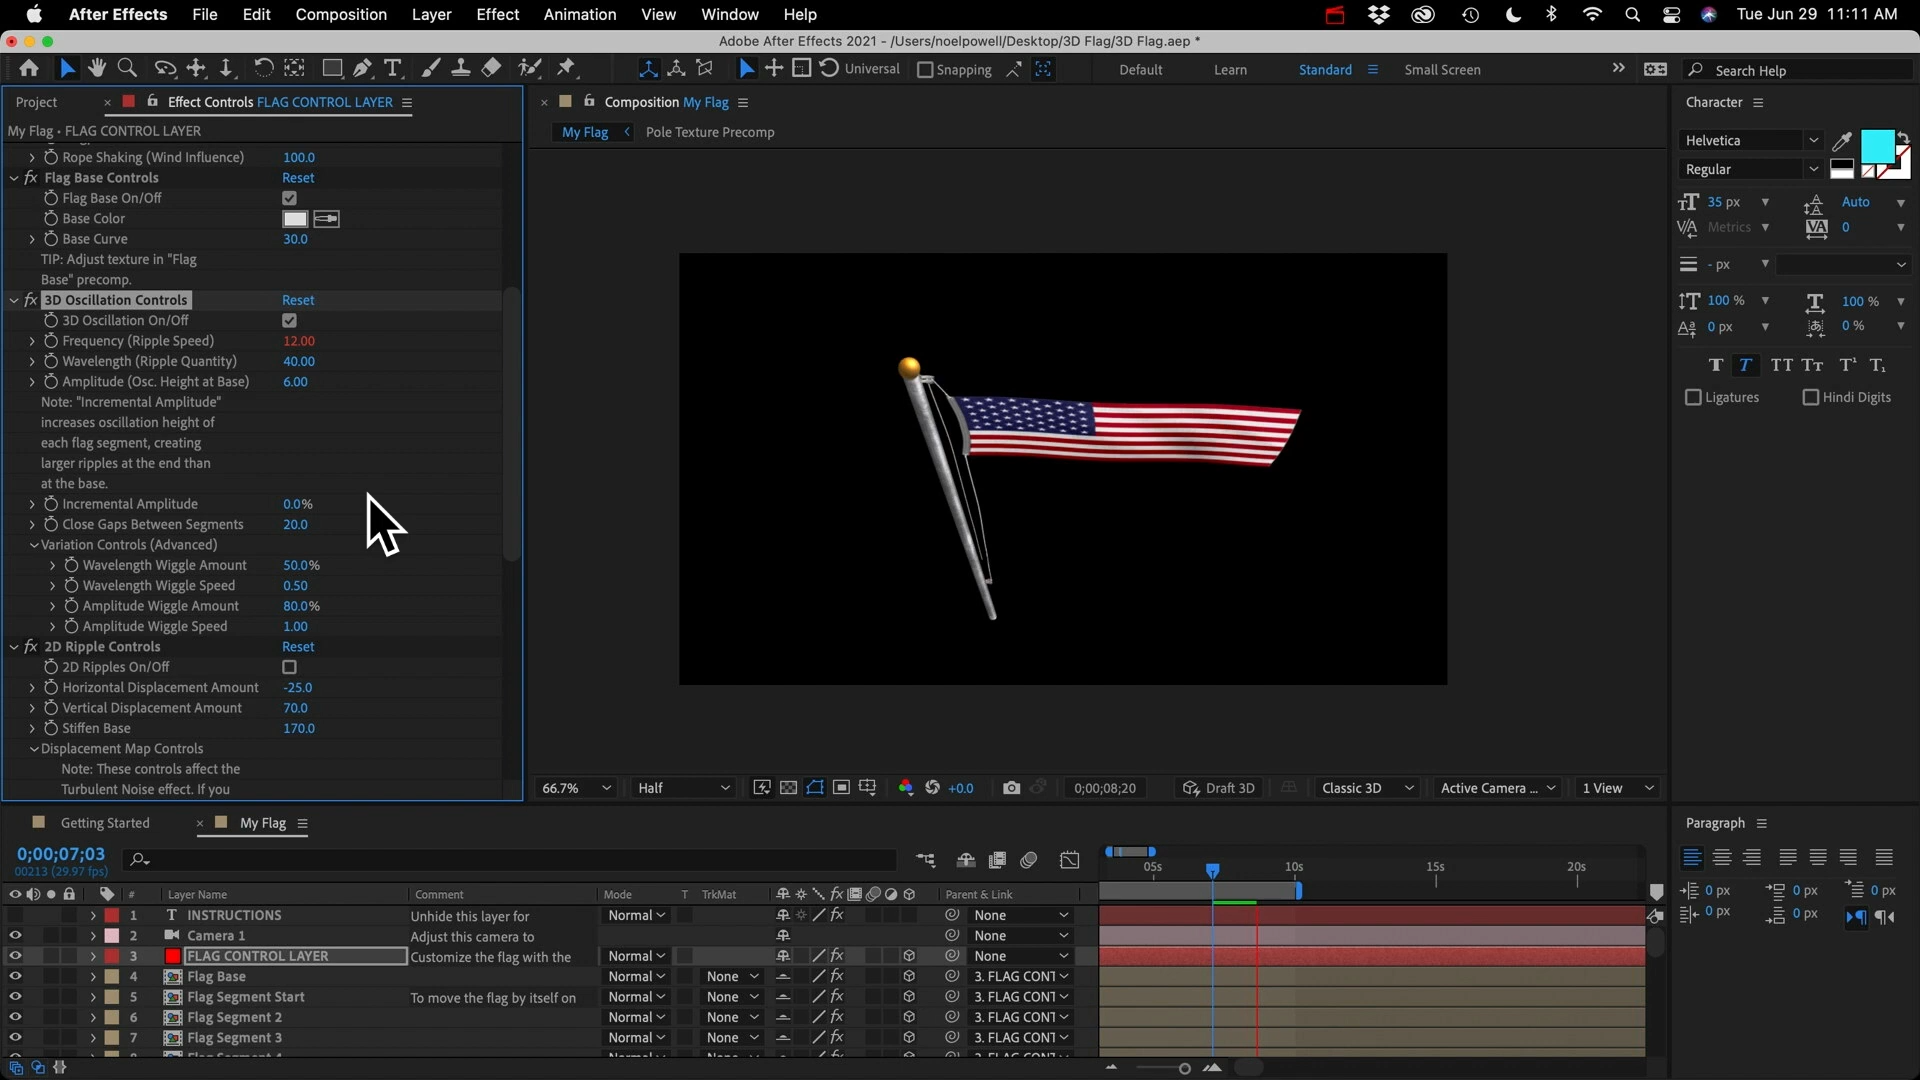 After Effects File Edit Composition Layer Effect Animation View Window Help Tue Jun 29 11:11 AM
Adobe After Effects 2021 - /Users/noelpowell/Desktop/3D Flag/3D Flag.aep *
Universal Snapping Default Learn Standard Small Screen Search Help
Project Effect Controls FLAG CONTROL LAYER
My Flag • FLAG CONTROL LAYER
Rope Shaking (Wind Influence) 100.0
fx Flag Base Controls Reset
Flag Base On/Off
Base Color
Base Curve 30.0
TIP: Adjust texture in "Flag
Base" precomp.
fx 3D Oscillation Controls Reset
3D Oscillation On/Off
Frequency (Ripple Speed) 12.00
Wavelength (Ripple Quantity) 40.00
Amplitude (Osc. Height at Base) 6.00
Note: "Incremental Amplitude"
increases oscillation height of
each flag segment, creating
larger ripples at the end than
at the base.
Incremental Amplitude 0.0%
Close Gaps Between Segments 20.0
Variation Controls (Advanced)
Wavelength Wiggle Amount 50.0%
Wavelength Wiggle Speed 0.50
Amplitude Wiggle Amount 80.0%
Amplitude Wiggle Speed 1.00
fx 2D Ripple Controls Reset
2D Ripples On/Off
Horizontal Displacement Amount -25.0
Vertical Displacement Amount 70.0
Stiffen Base 170.0
Displacement Map Controls
Note: These controls affect the
Turbulent Noise effect. If you
Composition My Flag
My Flag Pole Texture Precomp
66.7% Half +0.0 0;00;08;20 Draft 3D Classic 3D Active Camera ... 1 View
Character
Helvetica
Regular
35 px Auto
Metrics 0
- px
100 % 100 %
0 px 0 %
T T TT Tt T¹ T₁
Ligatures Hindi Digits
Paragraph
0 px 0 px 0 px
0 px 0 px
Getting Started My Flag
0;00;07;03
00213 (29.97 fps)
05s 10s 15s 20s
# Layer Name Comment Mode T TrkMat fx Parent & Link
1 T INSTRUCTIONS Unhide this layer for Normal fx None
2 Camera 1 Adjust this camera to None
3 FLAG CONTROL LAYER Customize the flag with the Normal fx None
4 Flag Base Normal None fx 3. FLAG CONT
5 Flag Segment Start To move the flag by itself on Normal None fx 3. FLAG CONT
6 Flag Segment 2 Normal None fx 3. FLAG CONT
7 Flag Segment 3 Normal None fx 3. FLAG CONT